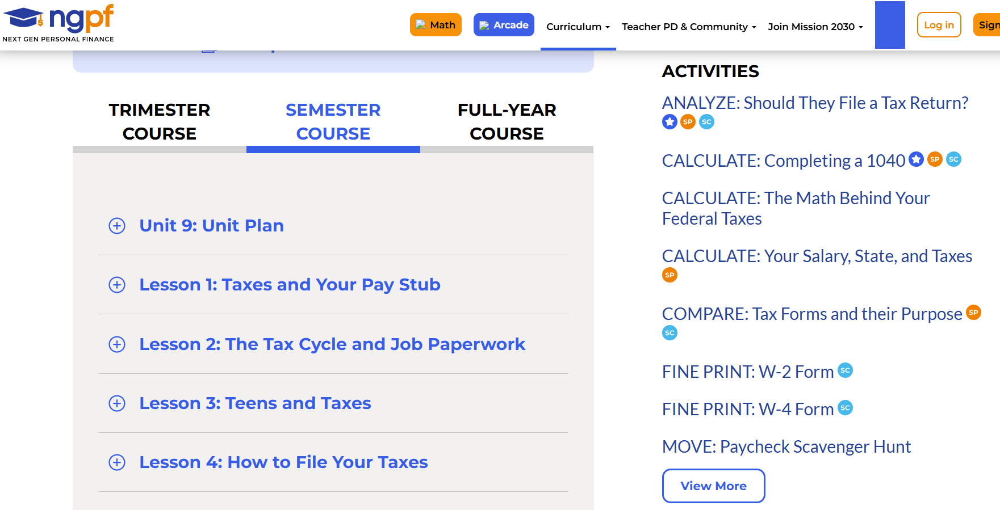 ngpf
NEXT GEN PERSONAL FINANCE
Math
Arcade
Curriculum
Teacher PD & Community
Join Mission 2030
Log in
Sign
TRIMESTER
COURSE
SEMESTER
COURSE
FULL-YEAR
COURSE
Unit 9: Unit Plan
Lesson 1: Taxes and Your Pay Stub
Lesson 2: The Tax Cycle and Job Paperwork
Lesson 3: Teens and Taxes
Lesson 4: How to File Your Taxes
ACTIVITIES
ANALYZE: Should They File a Tax Return?
SP SC
CALCULATE: Completing a 1040 SP SC
CALCULATE: The Math Behind Your
Federal Taxes
CALCULATE: Your Salary, State, and Taxes
SP
COMPARE: Tax Forms and their Purpose SP
SC
FINE PRINT: W-2 Form SC
FINE PRINT: W-4 Form SC
MOVE: Paycheck Scavenger Hunt
View More